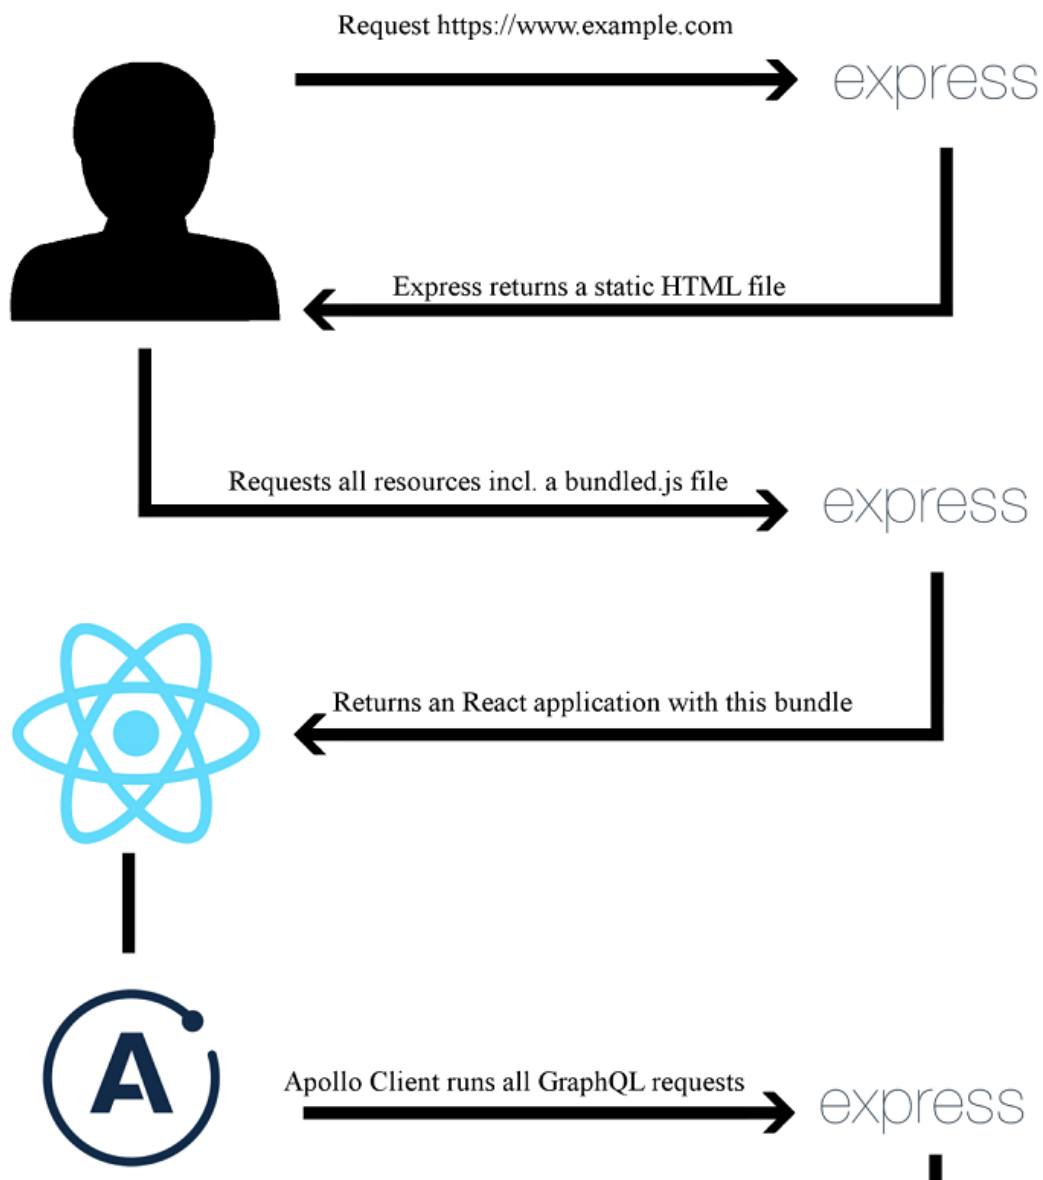 Request https://www.example.com
express
Express returns a static HTML file
Requests all resources incl. a bundled.js file
express
Returns an React application with this bundle
A
Apollo Client runs all GraphQL requests
express